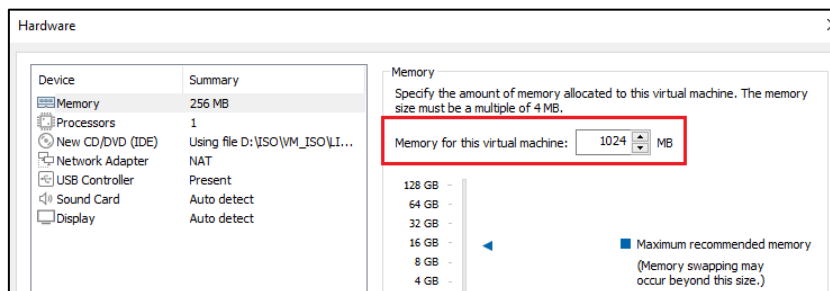 Hardware
Device Summary
Memory 256 MB
Processors 1
New CD/DVD (IDE) Using file D:\ISO\VM_ISO\LI...
Network Adapter NAT
USB Controller Present
Sound Card Auto detect
Display Auto detect
Memory
Specify the amount of memory allocated to this virtual machine. The memory
size must be a multiple of 4 MB.
Memory for this virtual machine: 1024 MB
128 GB
64 GB
32 GB
16 GB
8 GB
4 GB
Maximum recommended memory
(Memory swapping may
occur beyond this size.)